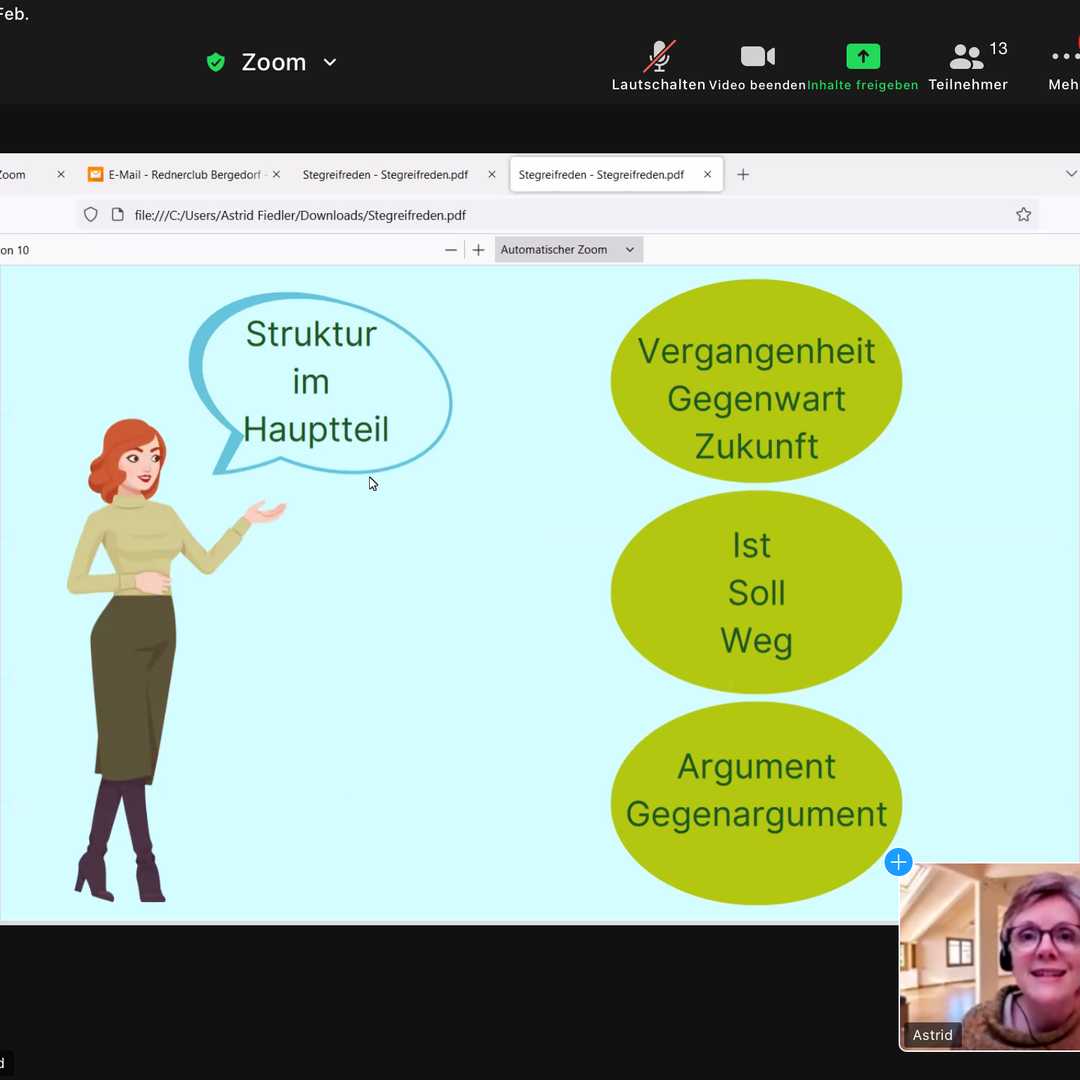 Feb.
Zoom
13
Lautschalten Video beenden Inhalte freigeben Teilnehmer Meh
Zoom E-Mail - Rednerclub Bergedorf - Stegreifreden - Stegreifreden.pdf Stegreifreden - Stegreifreden.pdf
file:///C:/Users/Astrid Fiedler/Downloads/Stegreifreden.pdf
on 10 Automatischer Zoom
Struktur
im
Hauptteil
Vergangenheit
Gegenwart
Zukunft
Ist
Soll
Weg
Argument
Gegenargument
Astrid
d